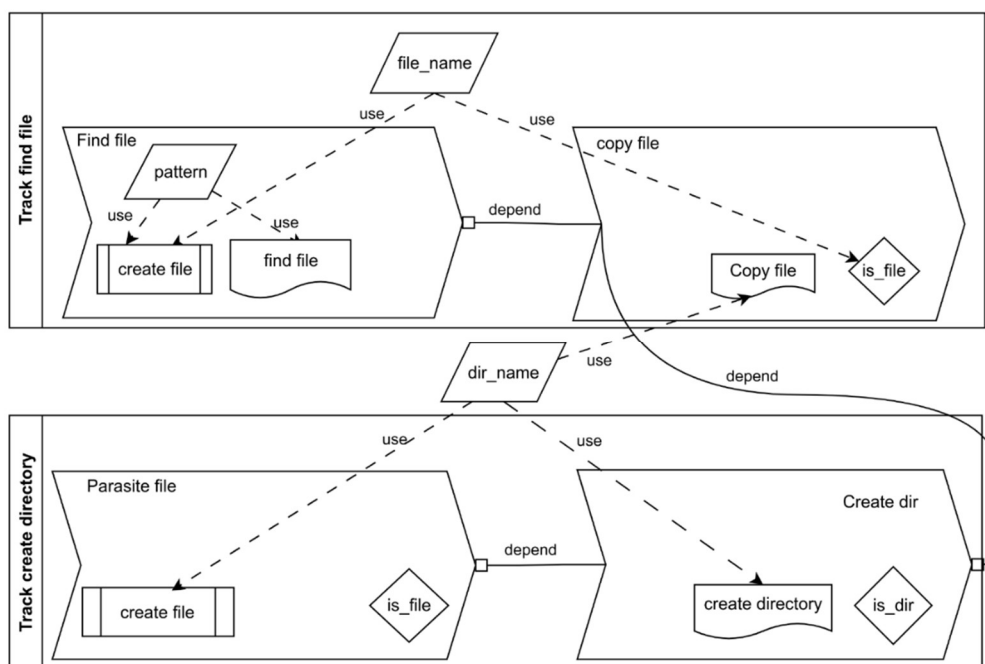 Track find file
file_name
use
use
Find file
copy file
pattern
use
use
depend
create file
find file
Copy file
is_file
dir_name
use
depend
Track create directory
use
use
Parasite file
Create dir
depend
create file
is_file
create directory
is_dir